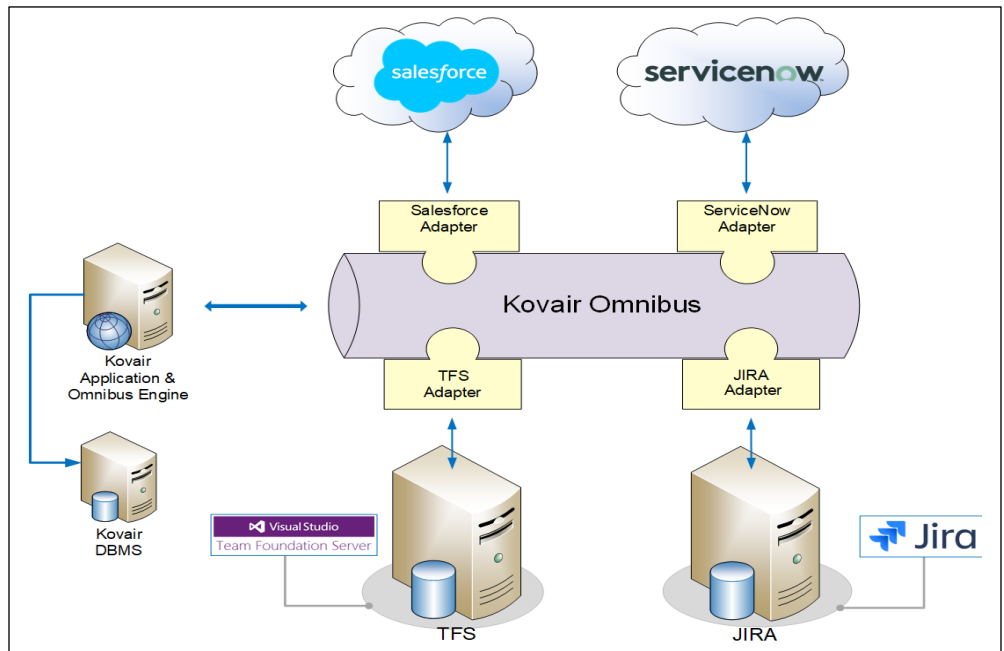 salesforce
servicenow
Salesforce
Adapter
ServiceNow
Adapter
Kovair Omnibus
Kovair
Application &
Omnibus Engine
TFS
Adapter
JIRA
Adapter
Kovair
DBMS
Visual Studio
Team Foundation Server
Jira
TFS
JIRA